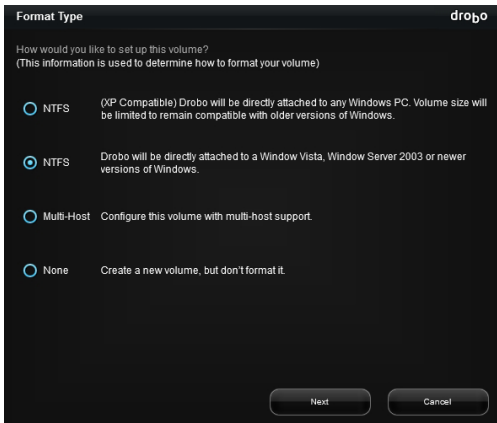 Format Type
drobo
How would you like to set up this volume?
(This information is used to determine how to format your volume)
NTFS
(XP Compatible) Drobo will be directly attached to any Windows PC. Volume size will
be limited to remain compatible with older versions of Windows.
NTFS
Drobo will be directly attached to a Window Vista, Window Server 2003 or newer
versions of Windows.
Multi-Host
Configure this volume with multi-host support.
None
Create a new volume, but don't format it.
Next
Cancel